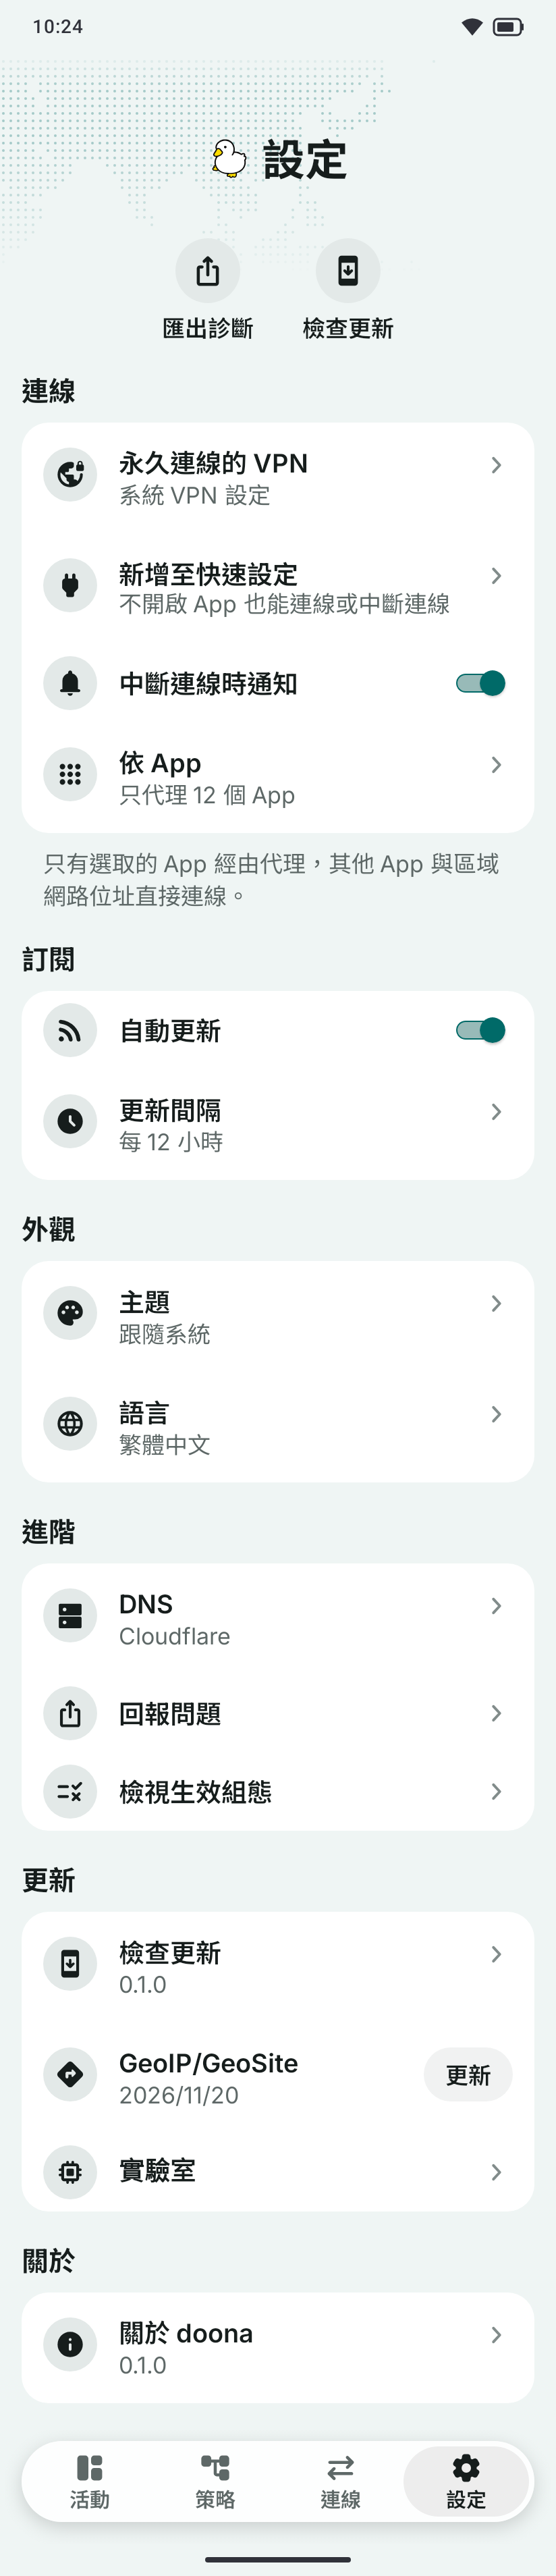 10:24
設定
匯出診斷
檢查更新
連線
永久連線的 VPN
系統 VPN 設定
新增至快速設定
不開啟 App 也能連線或中斷連線
中斷連線時通知
依 App
只代理 12 個 App
只有選取的 App 經由代理，其他 App 與區域
網路位址直接連線。
訂閱
自動更新
更新間隔
每 12 小時
外觀
主題
跟隨系統
語言
繁體中文
進階
DNS
Cloudflare
回報問題
檢視生效組態
更新
檢查更新
0.1.0
GeoIP/GeoSite
更新
2026/11/20
實驗室
關於
關於 doona
0.1.0
活動
策略
連線
設定